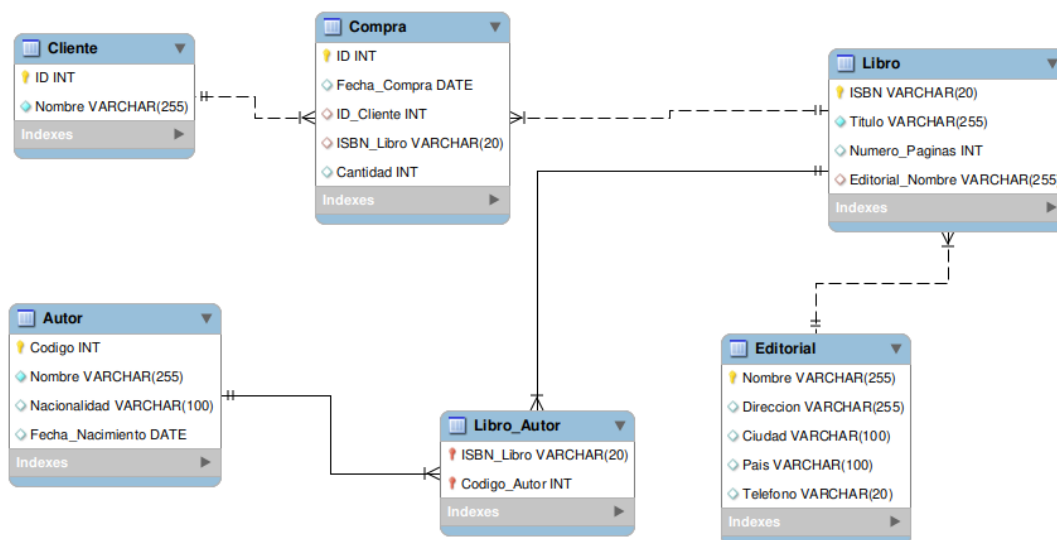 Cliente
ID INT
Nombre VARCHAR(255)
Indexes
Compra
ID INT
Fecha_Compra DATE
ID_Cliente INT
ISBN_Libro VARCHAR(20)
Cantidad INT
Indexes
Libro
ISBN VARCHAR(20)
Titulo VARCHAR(255)
Numero_Paginas INT
Editorial_Nombre VARCHAR(255)
Indexes
Autor
Codigo INT
Nombre VARCHAR(255)
Nacionalidad VARCHAR(100)
Fecha_Nacimiento DATE
Indexes
Libro_Autor
ISBN_Libro VARCHAR(20)
Codigo_Autor INT
Indexes
Editorial
Nombre VARCHAR(255)
Direccion VARCHAR(255)
Ciudad VARCHAR(100)
Pais VARCHAR(100)
Telefono VARCHAR(20)
Indexes